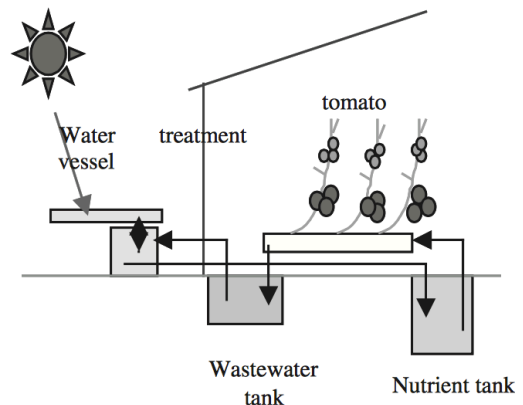 tomato
Water treatment
vessel
Wastewater
tank
Nutrient tank